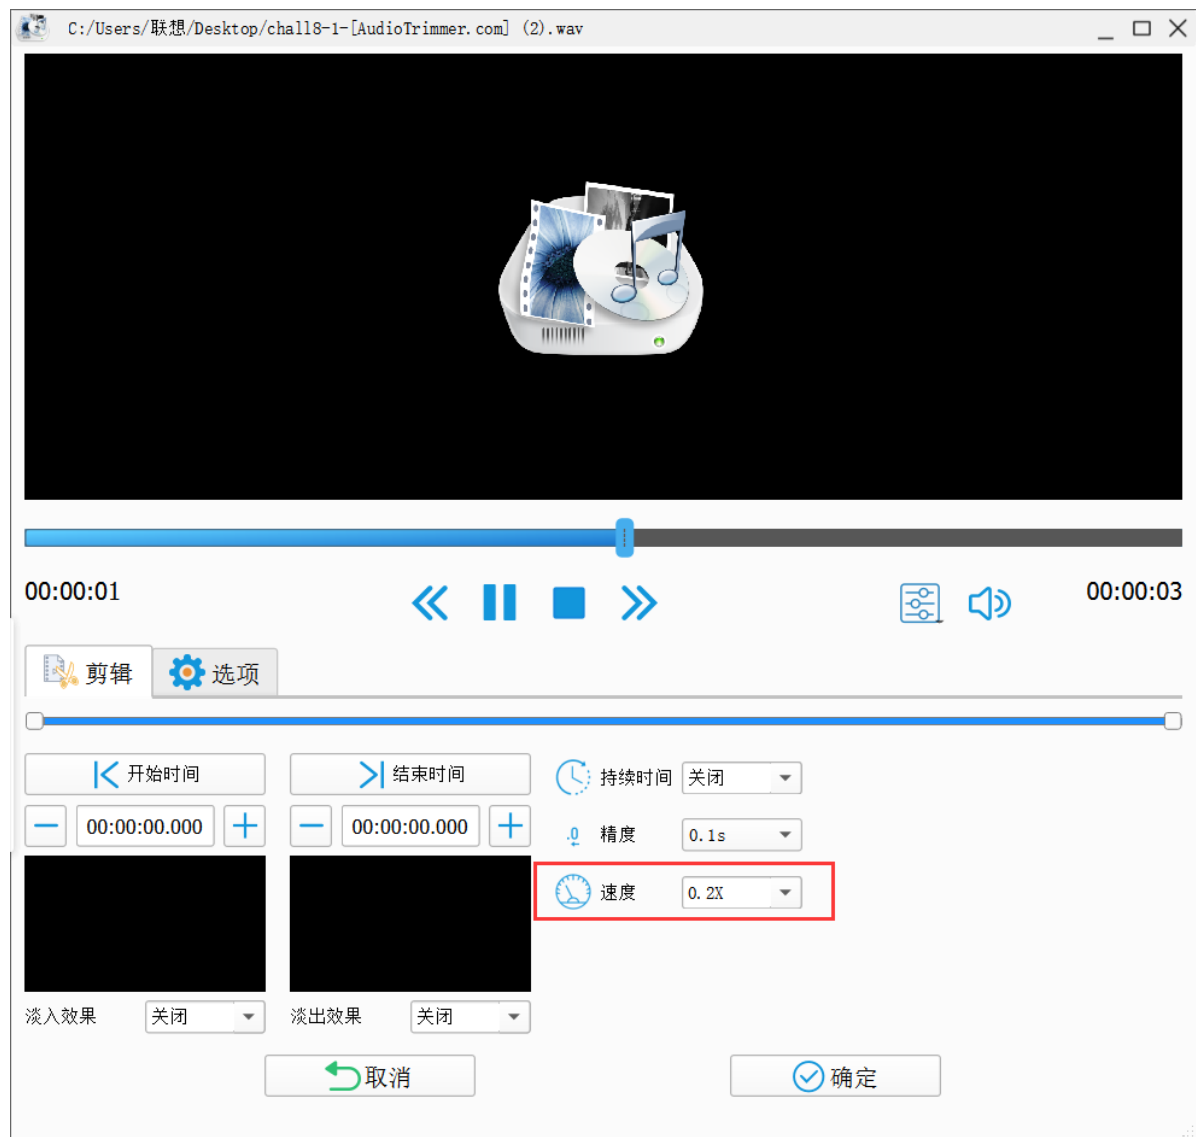 C:/Users/联想/Desktop/chall8-1-[AudioTrimmer.com] (2).wav
00:00:01
00:00:03
剪辑
选项
开始时间
结束时间
持续时间 关闭
00:00:00.000
00:00:00.000
.0 精度 0.1s
速度 0.2X
淡入效果 关闭
淡出效果 关闭
取消
确定